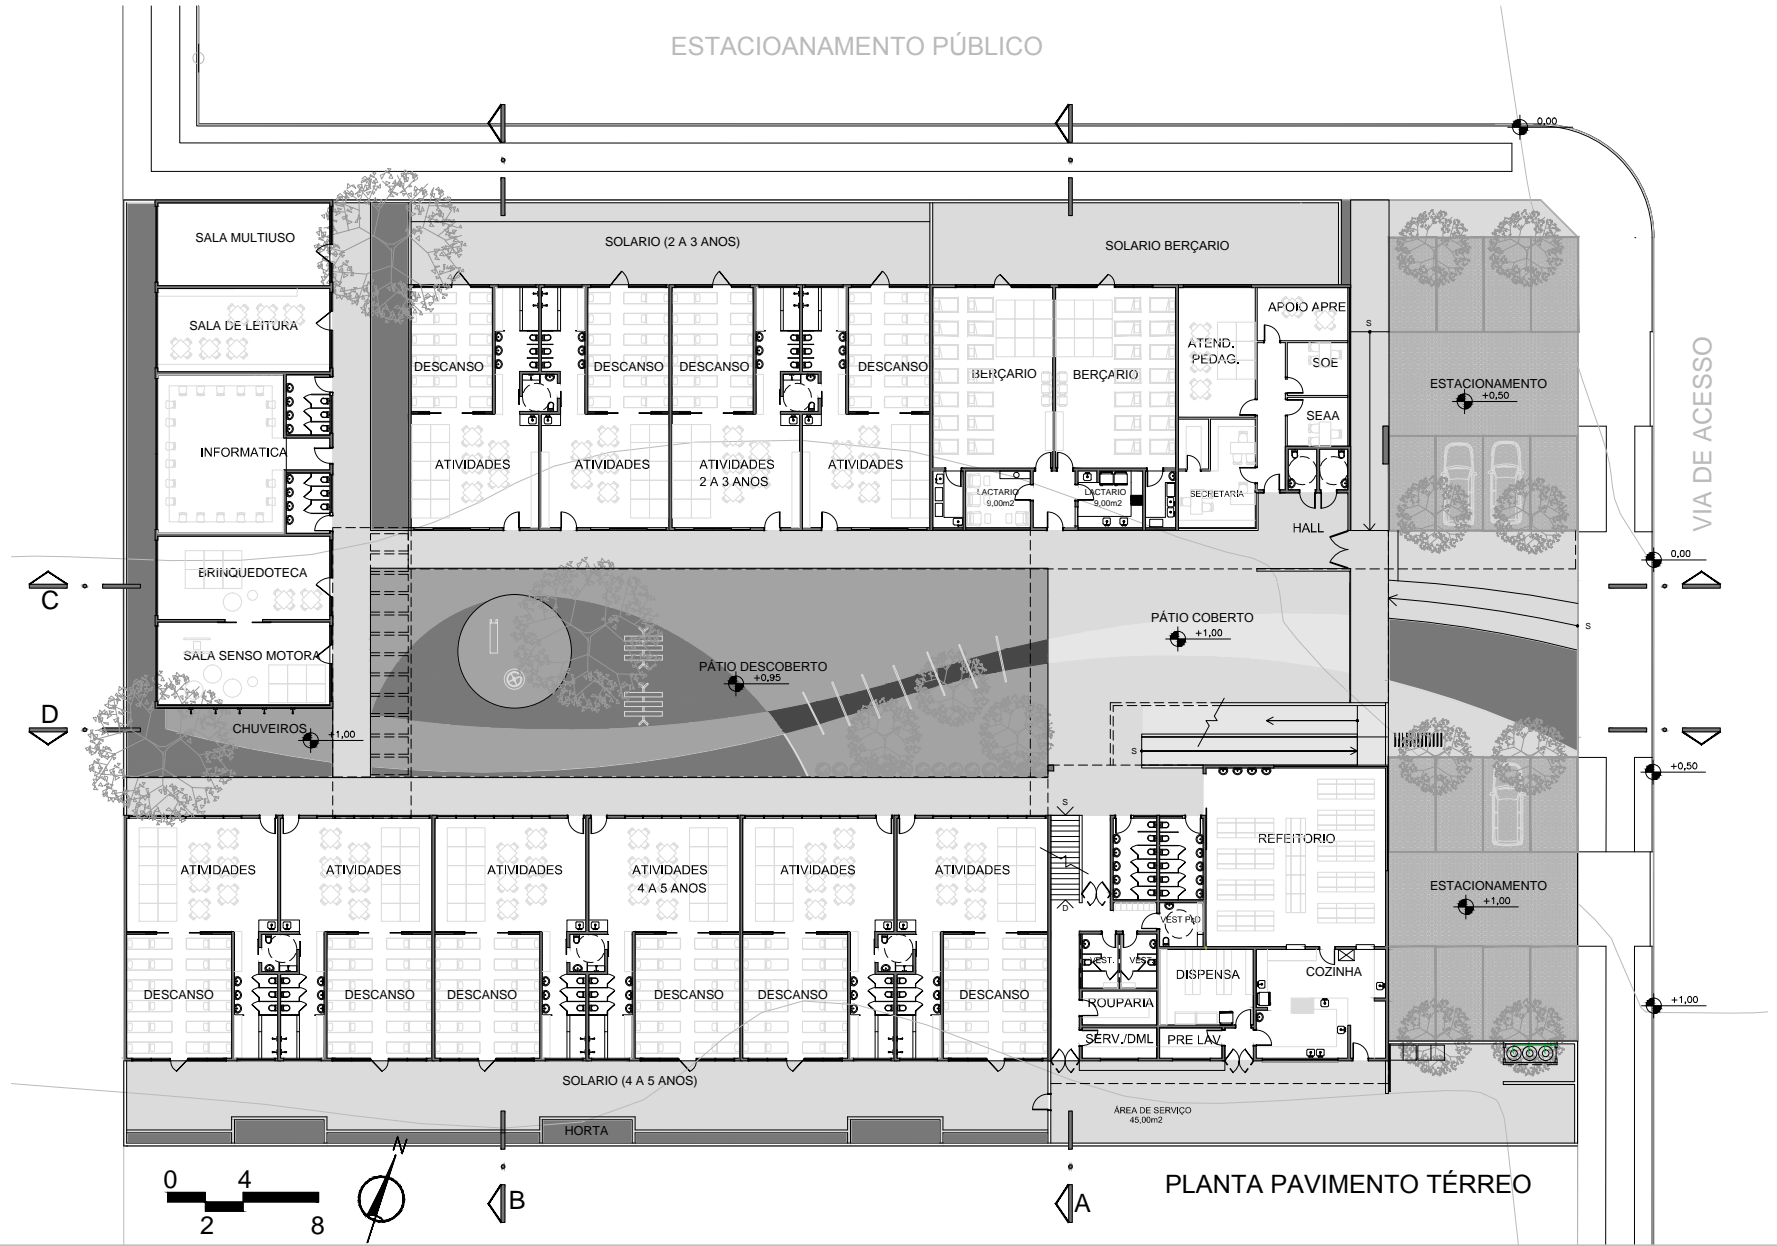 ESTACIOANAMENTO PÚBLICO
0,00
SALA MULTIUSO
SOLARIO (2 A 3 ANOS)
SOLARIO BERÇARIO
SALA DE LEITURA
APOIO APRE
S
ATEND.
PEDAG.
SOE
VIA DE ACESSO
DESCANSO
DESCANSO
DESCANSO
DESCANSO
BERÇARIO
BERÇARIO
ESTACIONAMENTO
+0,50
SEAA
INFORMATICA
ATIVIDADES
ATIVIDADES
ATIVIDADES
2 A 3 ANOS
ATIVIDADES
LACTARIO
9,00m2
LACTARIO
9,00m2
SECRETARIA
HALL
0,00
BRINQUEDOTECA
C
PÁTIO COBERTO
+1,00
S
SALA SENSO MOTORA
PÁTIO DESCOBERTO
+0,95
D
CHUVEIROS
+1,00
S
+0,50
S
REFEITORIO
ATIVIDADES
ATIVIDADES
ATIVIDADES
ATIVIDADES
4 A 5 ANOS
ATIVIDADES
ATIVIDADES
ESTACIONAMENTO
+1,00
D
VEST PND
VEST.
VEST.
DISPENSA
COZINHA
DESCANSO
DESCANSO
DESCANSO
DESCANSO
DESCANSO
DESCANSO
ROUPARIA
+1,00
SERV./DML
PRE LAV
SOLARIO (4 A 5 ANOS)
ÁREA DE SERVIÇO
45,00m2
HORTA
N
0
4
2
8
B
A
PLANTA PAVIMENTO TÉRREO